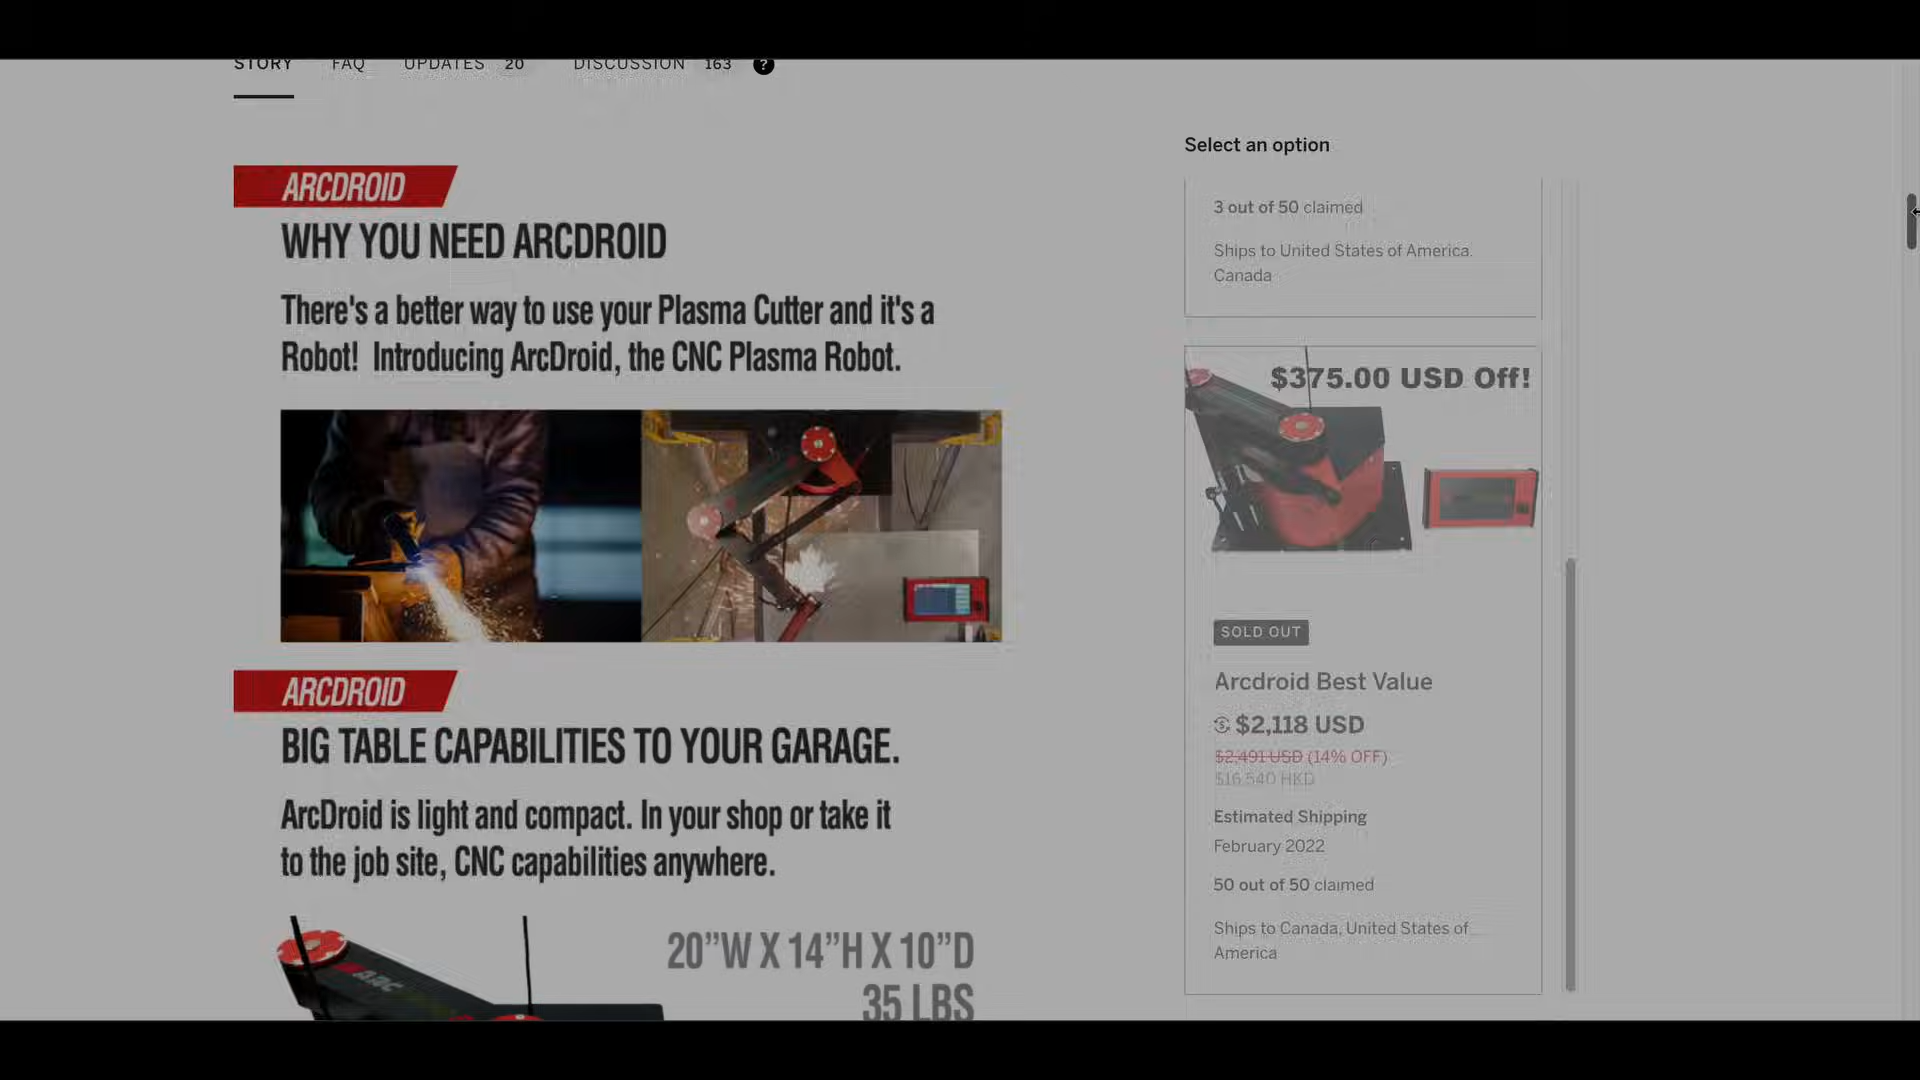 STORY FAQ UPDATES 20 DISCUSSION 163 ?
Select an option
ARCDROID
WHY YOU NEED ARCDROID
There's a better way to use your Plasma Cutter and it's a
Robot! Introducing ArcDroid, the CNC Plasma Robot.
ARCDROID
BIG TABLE CAPABILITIES TO YOUR GARAGE.
ArcDroid is light and compact. In your shop or take it
to the job site, CNC capabilities anywhere.
ARC
20”W X 14”H X 10”D
35 LBS
3 out of 50 claimed
Ships to United States of America.
Canada
$375.00 USD Off!
SOLD OUT
Arcdroid Best Value
$2,118 USD
$2,491 USD (14% OFF)
$16,540 HKD
Estimated Shipping
February 2022
50 out of 50 claimed
Ships to Canada, United States of
America